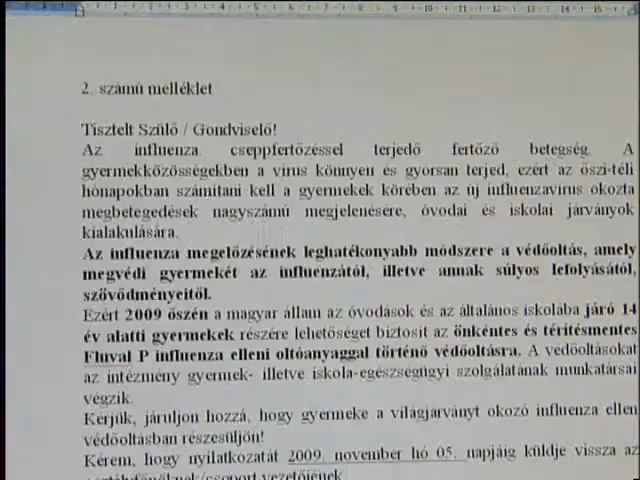 2. számú melléklet
Tisztelt Szülő / Gondviselő!
Az influenza cseppfertőzéssel terjedő fertőző betegség. A
gyermekközösségekben a vírus könnyen és gyorsan terjed, ezért az őszi-téli
hónapokban számítani kell a gyermekek körében az új influenzavírus okozta
megbetegedések nagyszámú megjelenésére, óvodai és iskolai járványok
kialakulására.
Az influenza megelőzésének leghatékonyabb módszere a védőoltás, amely
megvédi gyermekét az influenzától, illetve annak súlyos lefolyásától,
szövődményeitől.
Ezért 2009 őszén a magyar állam az óvodások és az általános iskolába járó 14
év alatti gyermekek részére lehetőséget biztosít az önkéntes és térítésmentes
Fluval P influenza elleni oltóanyaggal történő védőoltásra. A védőoltásokat
az intézmény gyermek- illetve iskola-egészségügyi szolgálatának munkatársai
végzik.
Kérjük, járuljon hozzá, hogy gyermeke a világjárványt okozó influenza ellen
védőoltásban részesüljön!
Kérem, hogy nyilatkozatát 2009. november hó 05. napjáig küldje vissza az